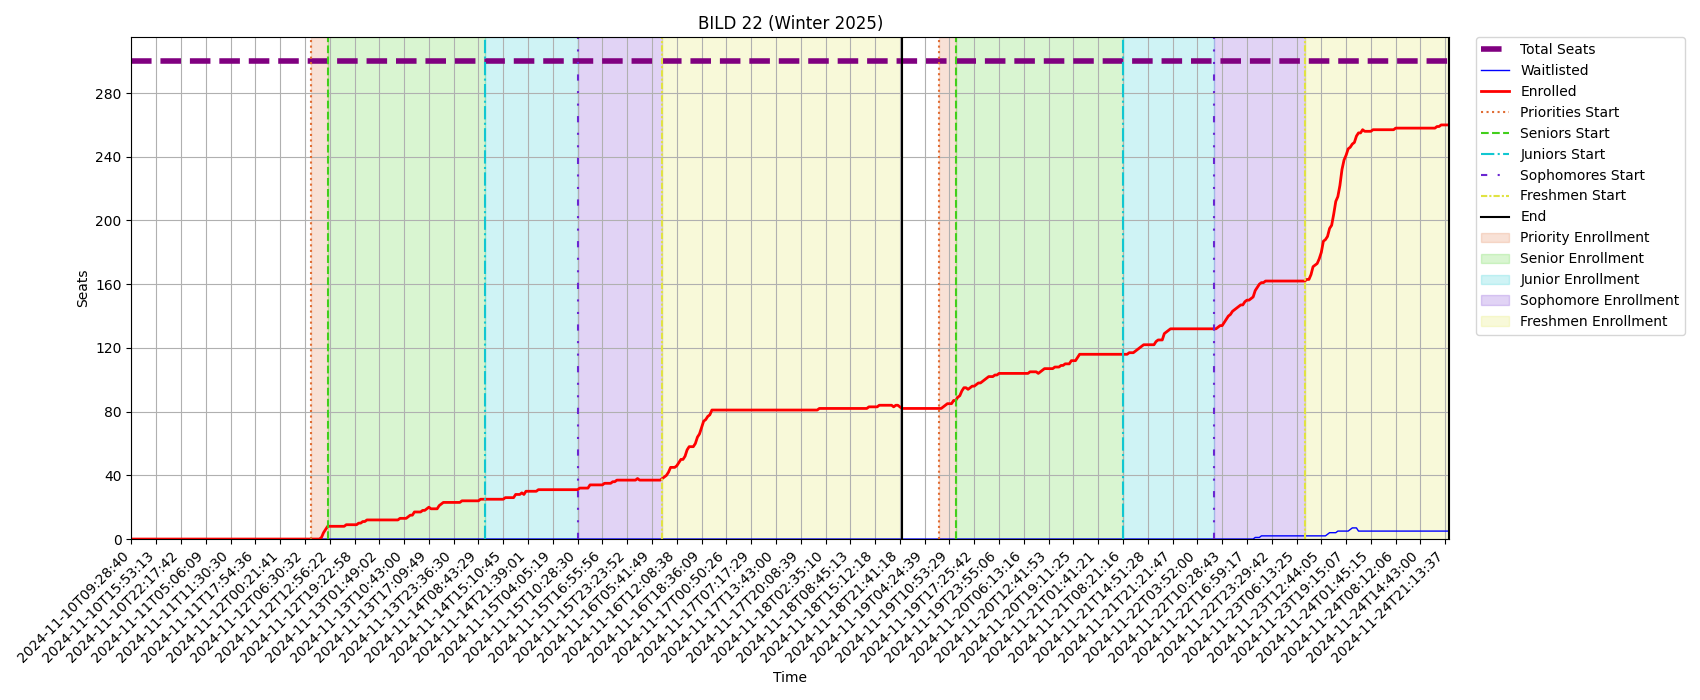 BILD 22 (Winter 2025)
Seats
280
240
200
160
120
80
40
0
2024-11-10T09:28:40
2024-11-10T15:53:13
2024-11-10T22:17:42
2024-11-11T05:06:09
2024-11-11T11:30:30
2024-11-11T17:54:36
2024-11-12T00:21:41
2024-11-12T06:30:32
2024-11-12T12:56:22
2024-11-12T19:22:58
2024-11-13T01:49:02
2024-11-13T10:43:00
2024-11-13T17:09:49
2024-11-13T23:36:30
2024-11-14T08:43:29
2024-11-14T15:10:45
2024-11-14T21:39:01
2024-11-15T04:05:19
2024-11-15T10:28:30
2024-11-15T16:55:56
2024-11-15T23:23:52
2024-11-16T05:41:49
2024-11-16T12:08:38
2024-11-16T18:36:09
2024-11-17T00:50:26
2024-11-17T07:17:29
2024-11-17T13:43:00
2024-11-17T20:08:39
2024-11-18T02:35:10
2024-11-18T08:45:13
2024-11-18T15:12:18
2024-11-18T21:41:18
2024-11-19T04:24:39
2024-11-19T10:53:29
2024-11-19T17:25:42
2024-11-19T23:55:06
2024-11-20T06:13:16
2024-11-20T12:41:53
2024-11-20T19:11:25
2024-11-21T01:41:21
2024-11-21T08:21:16
2024-11-21T14:51:28
2024-11-21T21:21:47
2024-11-22T03:52:00
2024-11-22T10:28:43
2024-11-22T16:59:17
2024-11-22T23:29:42
2024-11-23T06:13:25
2024-11-23T12:44:05
2024-11-23T19:15:07
2024-11-24T01:45:15
2024-11-24T08:12:06
2024-11-24T14:43:00
2024-11-24T21:13:37
Time
Total Seats
Waitlisted
Enrolled
Priorities Start
Seniors Start
Juniors Start
Sophomores Start
Freshmen Start
End
Priority Enrollment
Senior Enrollment
Junior Enrollment
Sophomore Enrollment
Freshmen Enrollment